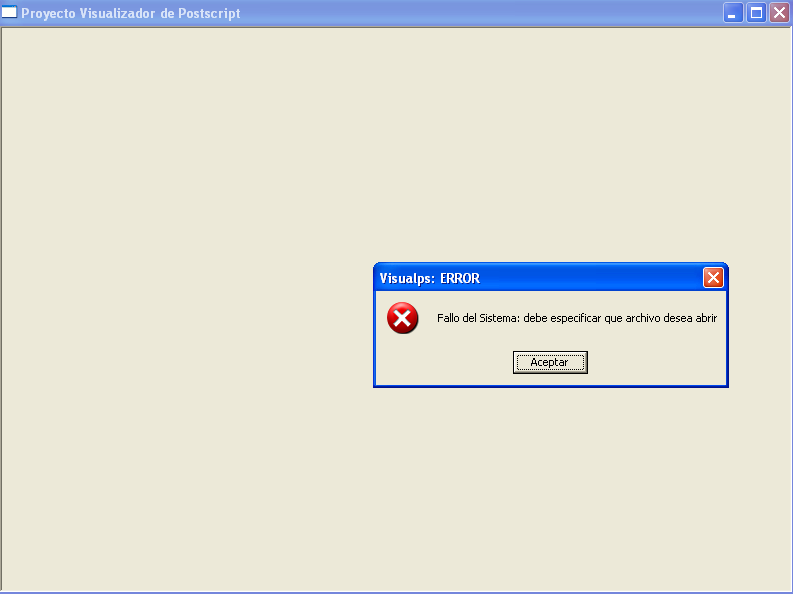 Proyecto Visualizador de Postscript
Visualps: ERROR
Fallo del Sistema: debe especificar que archivo desea abrir
Aceptar